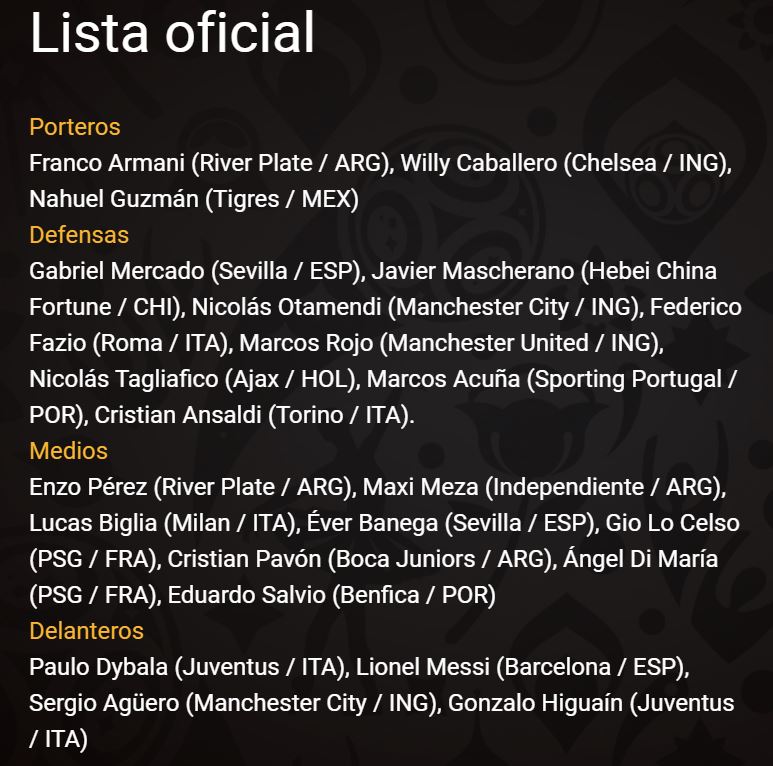 Lista oficial
Porteros
Franco Armani (River Plate / ARG), Willy Caballero (Chelsea / ING),
Nahuel Guzmán (Tigres / MEX)
Defensas
Gabriel Mercado (Sevilla / ESP), Javier Mascherano (Hebei China
Fortune / CHI), Nicolás Otamendi (Manchester City / ING), Federico
Fazio (Roma / ITA), Marcos Rojo (Manchester United / ING),
Nicolás Tagliafico (Ajax / HOL), Marcos Acuña (Sporting Portugal /
POR), Cristian Ansaldi (Torino / ITA).
Medios
Enzo Pérez (River Plate / ARG), Maxi Meza (Independiente / ARG),
Lucas Biglia (Milan / ITA), Éver Banega (Sevilla / ESP), Gio Lo Celso
(PSG / FRA), Cristian Pavón (Boca Juniors / ARG), Ángel Di María
(PSG / FRA), Eduardo Salvio (Benfica / POR)
Delanteros
Paulo Dybala (Juventus / ITA), Lionel Messi (Barcelona / ESP),
Sergio Agüero (Manchester City / ING), Gonzalo Higuaín (Juventus
/ ITA)